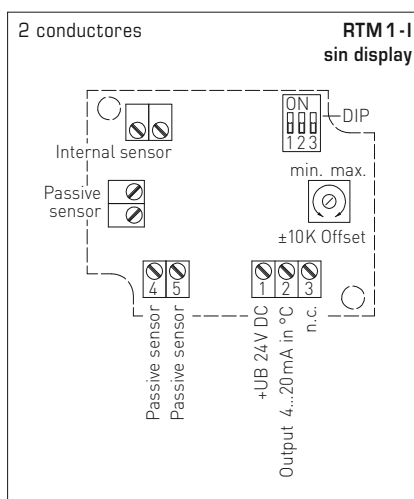 2 conductores
RTM 1 - I
sin display
ON
DIP
1 2 3
Internal sensor
min. max.
Passive
sensor
±10K Offset
4 5
1 2 3
Passive sensor
Passive sensor
+UB 24V DC
Output 4...20mA in °C
n.c.